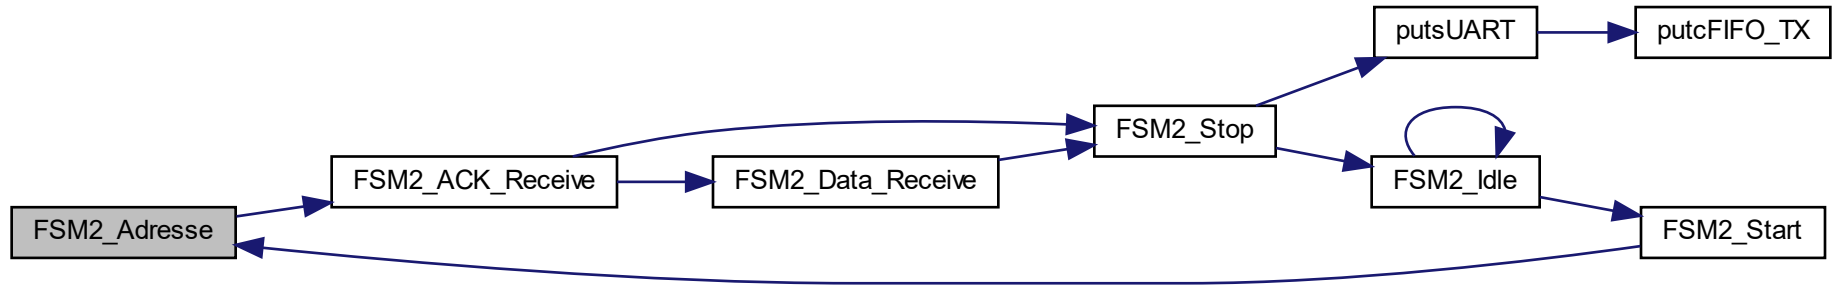 putsUART
putcFIFO_TX
FSM2_Stop
FSM2_ACK_Receive
FSM2_Data_Receive
FSM2_Idle
FSM2_Adresse
FSM2_Start